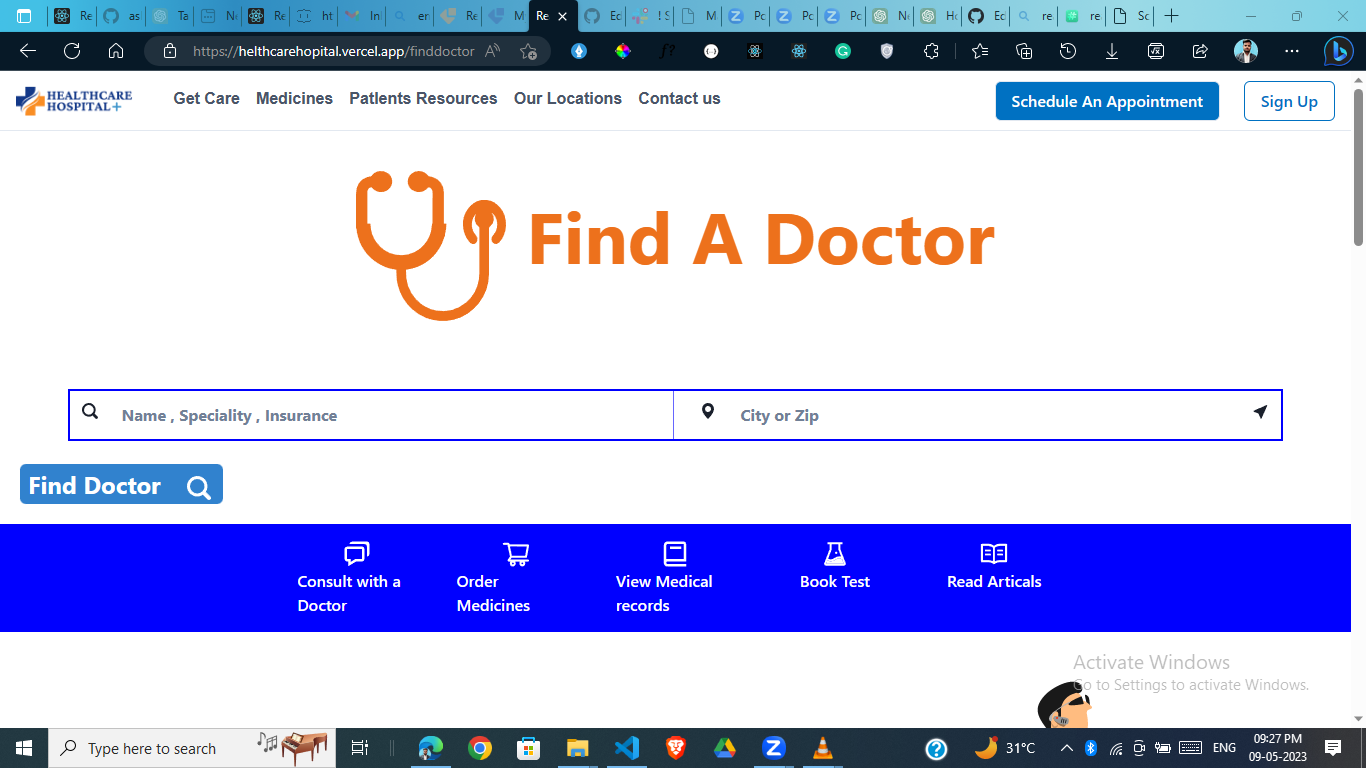 Re
as
Ta
N
Re
ht
In
er
Re
M
Re
Ec
! S
M
Pc
Pc
Pc
Ne
Ho
Ed
re
re
Sc
https://helthcarehopital.vercel.app/finddoctor
HEALTHCARE
HOSPITAL+
Get Care Medicines Patients Resources Our Locations Contact us
Schedule An Appointment Sign Up
Find A Doctor
Name , Speciality , Insurance City or Zip
Find Doctor
Consult with a
Doctor
Order
Medicines
View Medical
records
Book Test
Read Articals
Activate Windows
Go to Settings to activate Windows.
Type here to search
31°C
ENG
09:27 PM
09-05-2023